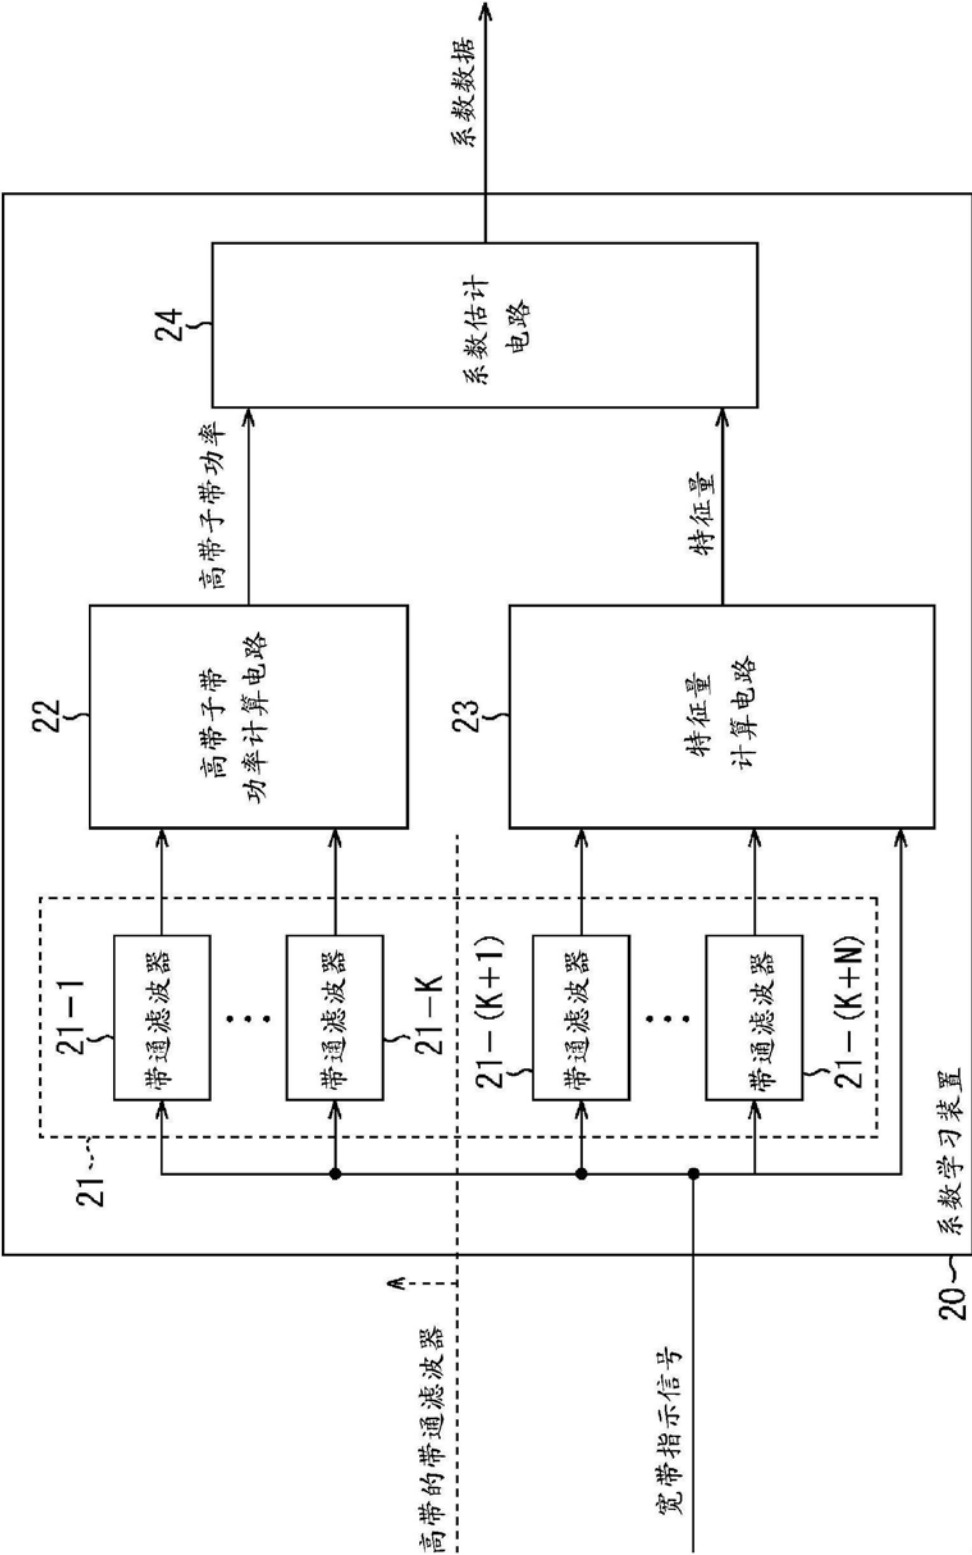 高带的带通滤波器
宽带指示信号
20
系数学习装置
21
21-1
带通滤波器
...
带通滤波器
21-K
21-(K+1)
带通滤波器
...
带通滤波器
21-(K+N)
22
高带子带
功率计算电路
高带子带功率
23
特征量
计算电路
特征量
24
系数估计
电路
系数数据